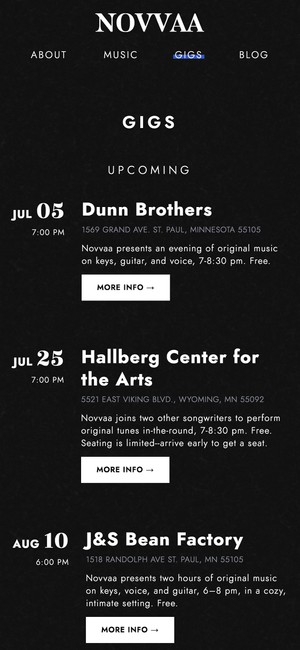 NOVVAA
ABOUT MUSIC GIGS BLOG
GIGS
UPCOMING
JUL 05
7:00 PM
Dunn Brothers
1569 GRAND AVE. ST. PAUL, MINNESOTA 55105
Novvaa presents an evening of original music
on keys, guitar, and voice, 7-8:30 pm. Free.
MORE INFO →
JUL 25
7:00 PM
Hallberg Center for
the Arts
5521 EAST VIKING BLVD., WYOMING, MN 55092
Novvaa joins two other songwriters to perform
original tunes in-the-round, 7-8:30 pm. Free.
Seating is limited—arrive early to get a seat.
MORE INFO →
AUG 10
6:00 PM
J&S Bean Factory
1518 RANDOLPH AVE ST. PAUL, MN 55105
Novvaa presents two hours of original music
on keys, voice, and guitar, 6–8 pm, in a cozy,
intimate setting. Free.
MORE INFO →